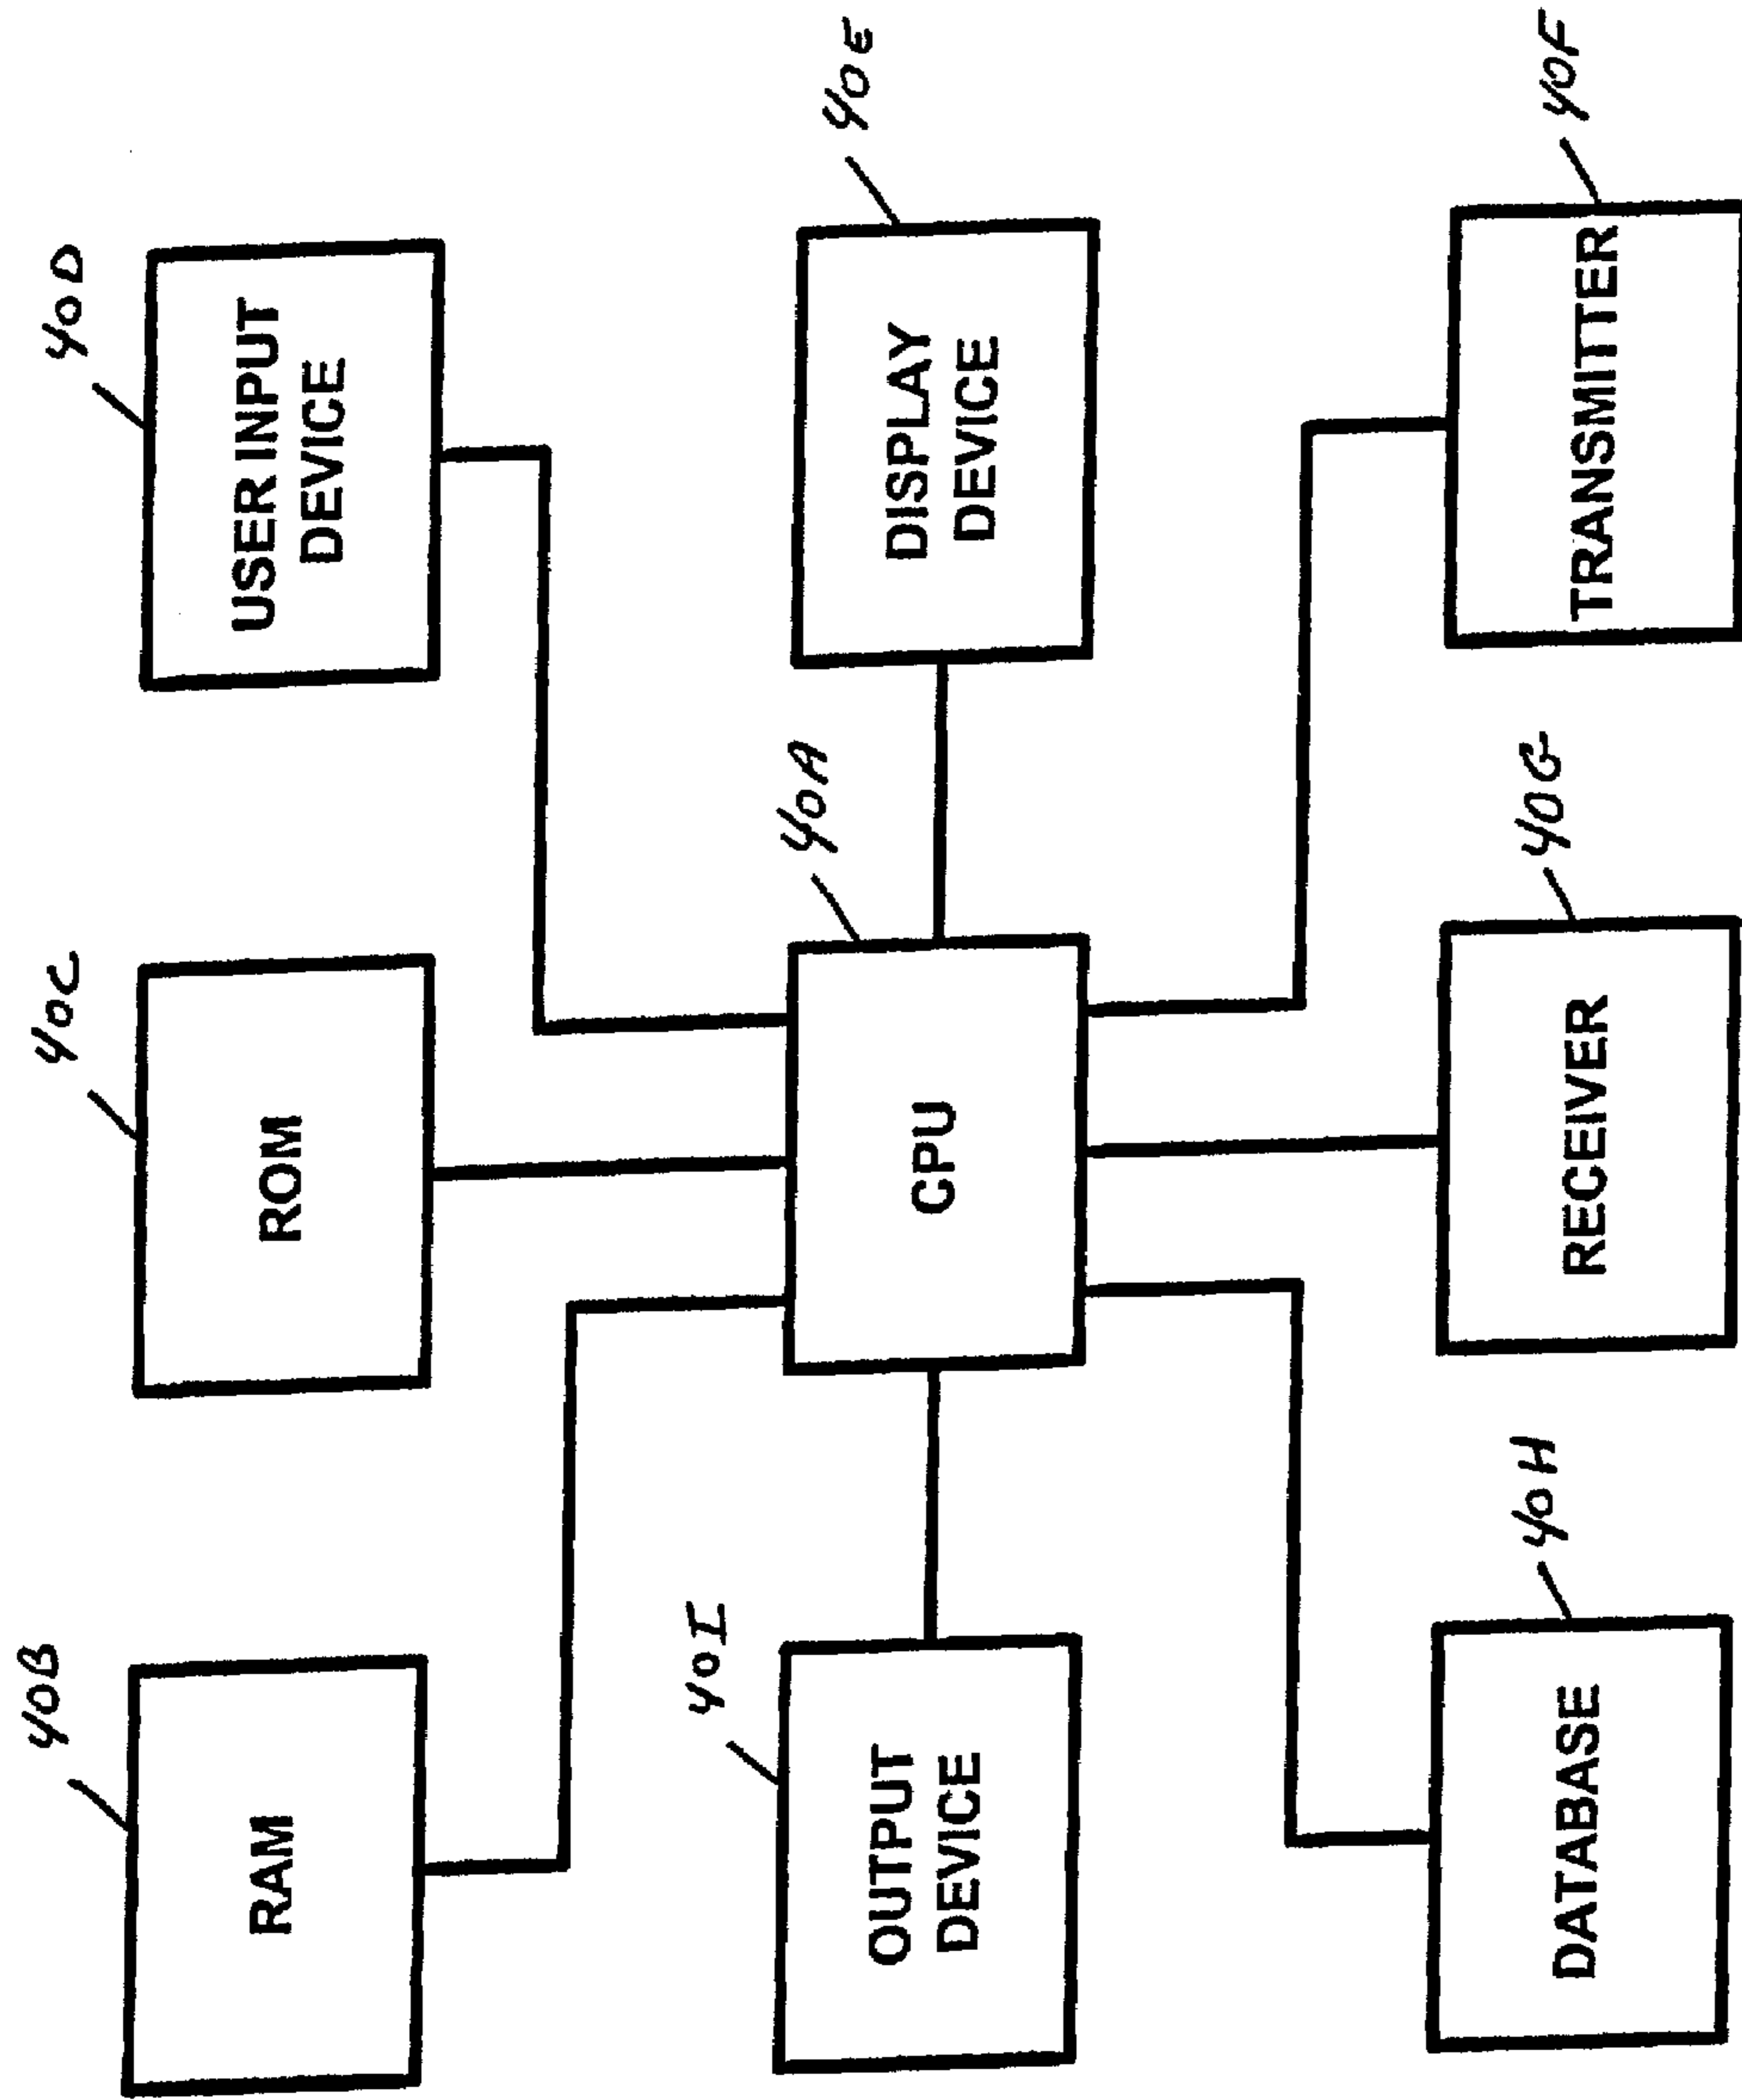 40B
RAM
40C
ROM
40D
USER INPUT
DEVICE
40I
OUTPUT
DEVICE
40A
CPU
40E
DISPLAY
DEVICE
40H
DATABASE
40G
RECEIVER
40F
TRANSMITTER